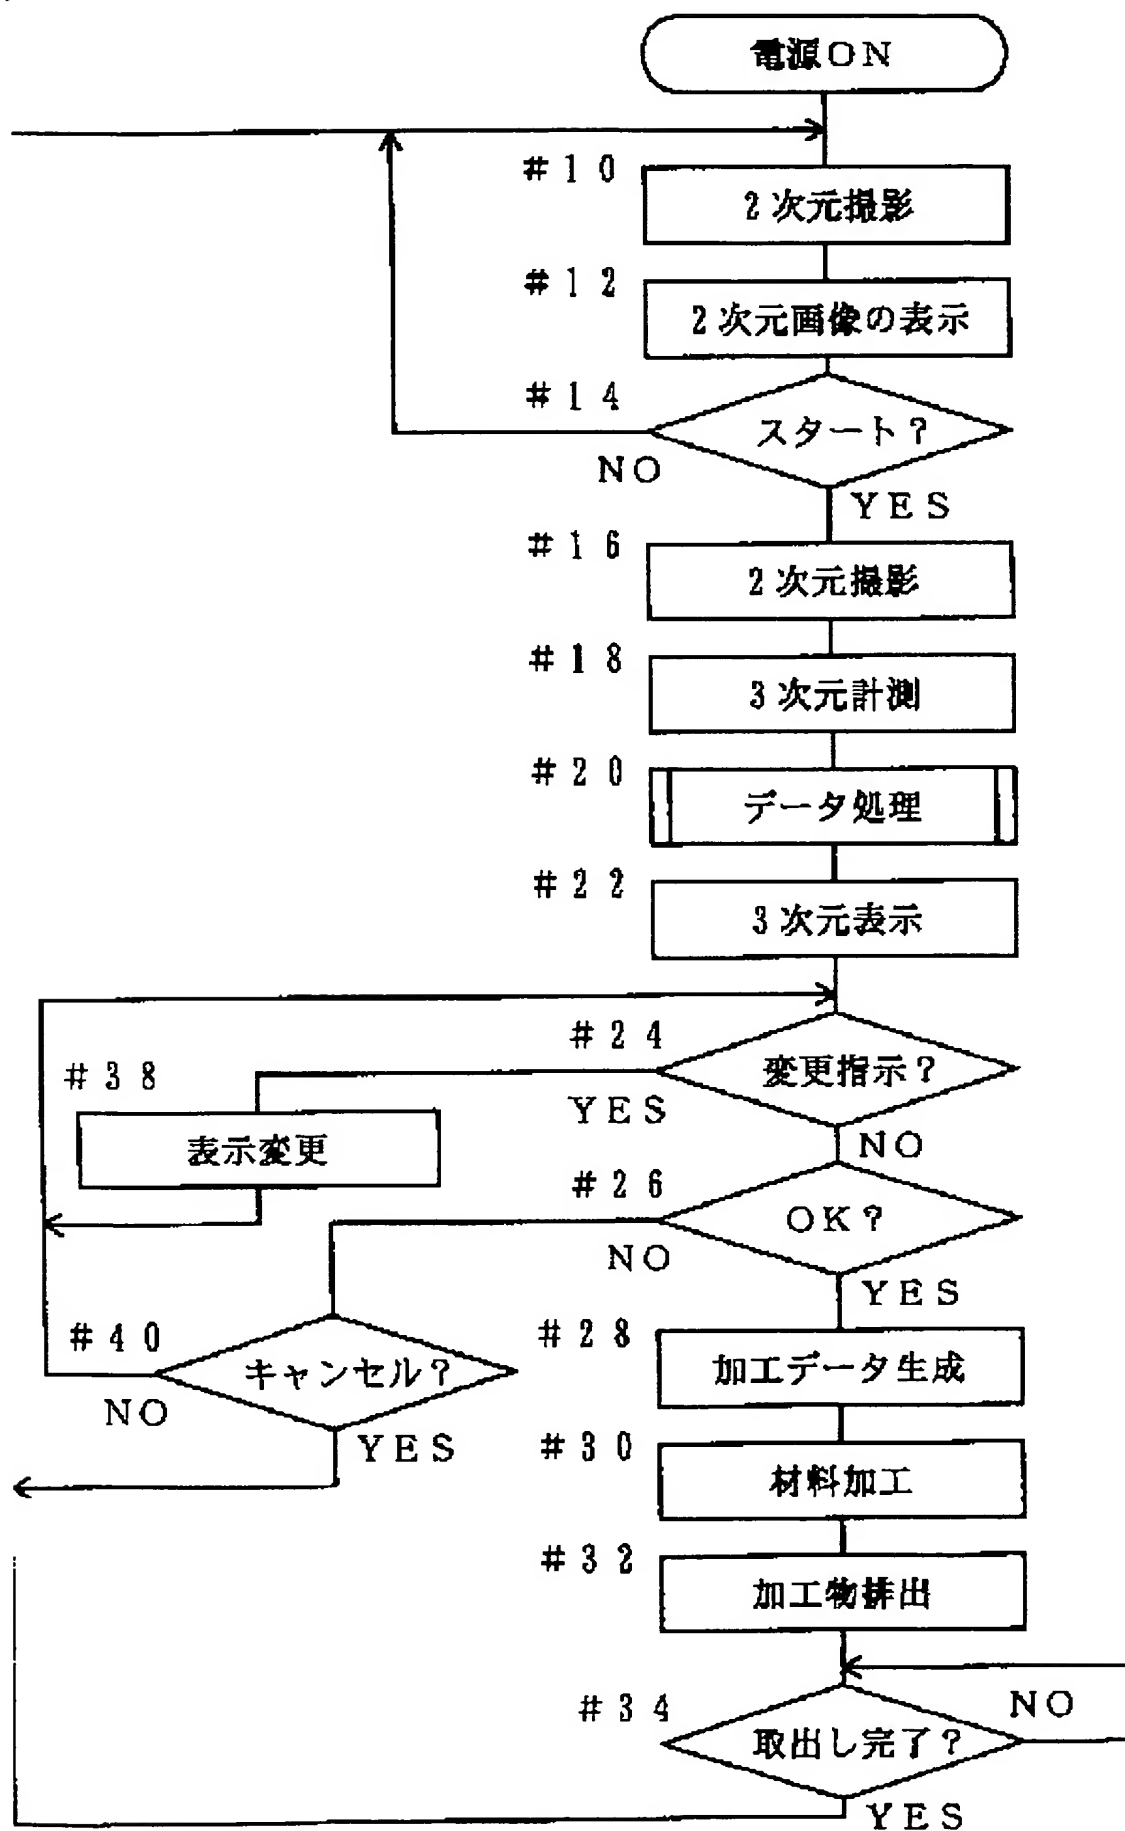 電源ON
#10
2次元撮影
#12
2次元画像の表示
#14
スタート?
NO
YES
#16
2次元撮影
#18
3次元計測
#20
データ処理
#22
3次元表示
#24
変更指示?
#38
YES
表示変更
NO
#26
OK?
NO
YES
#40
キャンセル?
#28
加工データ生成
NO
YES
#30
材料加工
#32
加工物排出
#34
NO
取出し完了?
YES